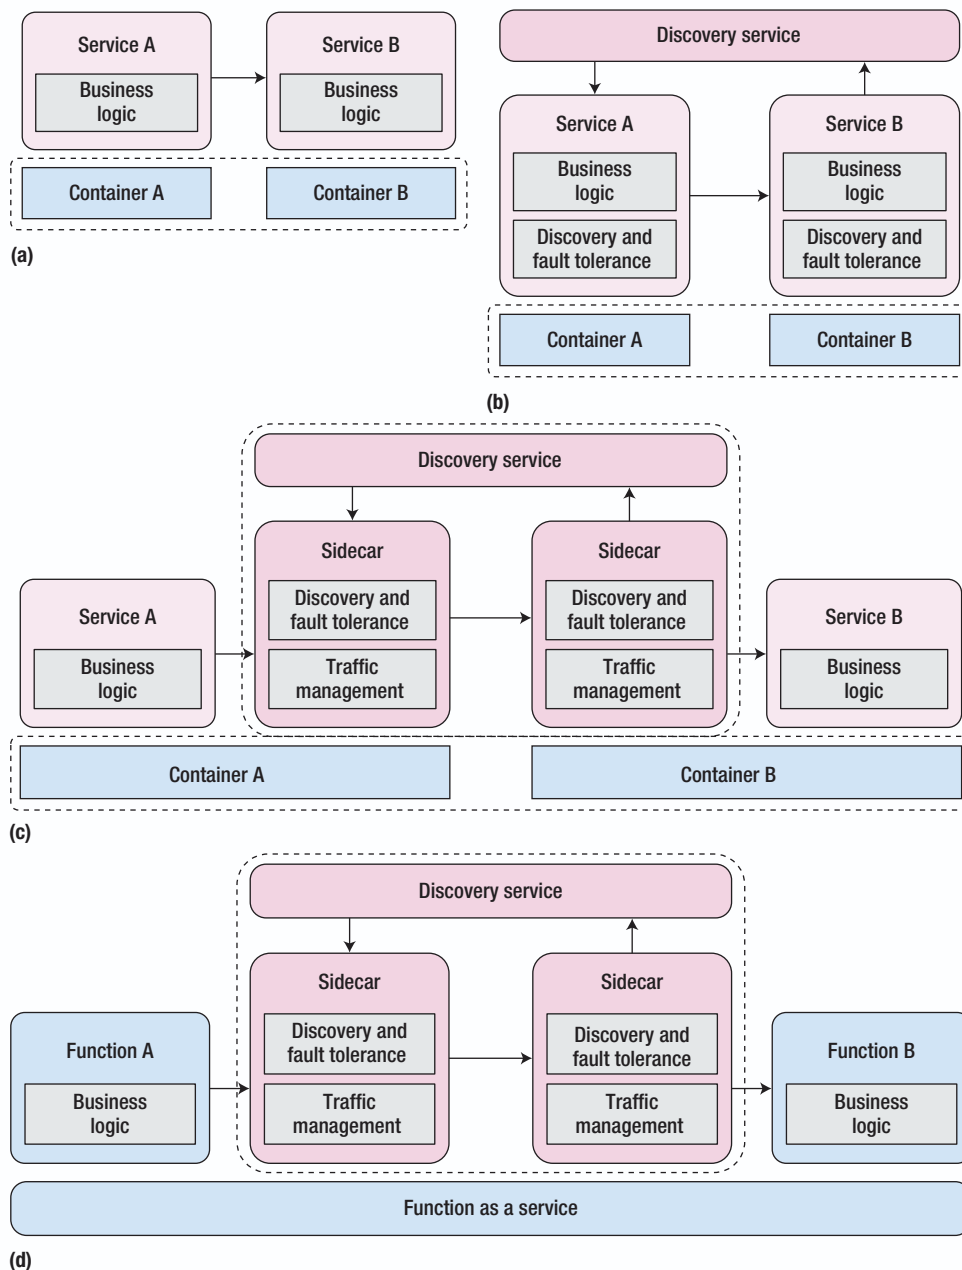 Service A
Business
logic
Service B
Business
logic
Container A
Container B
(a)
Discovery service
Service A
Business
logic
Discovery and
fault tolerance
Service B
Business
logic
Discovery and
fault tolerance
Container A
Container B
(b)
Discovery service
Service A
Business
logic
Sidecar
Discovery and
fault tolerance
Traffic
management
Sidecar
Discovery and
fault tolerance
Traffic
management
Service B
Business
logic
Container A
Container B
(c)
Discovery service
Function A
Business
logic
Sidecar
Discovery and
fault tolerance
Traffic
management
Sidecar
Discovery and
fault tolerance
Traffic
management
Function B
Business
logic
Function as a service
(d)